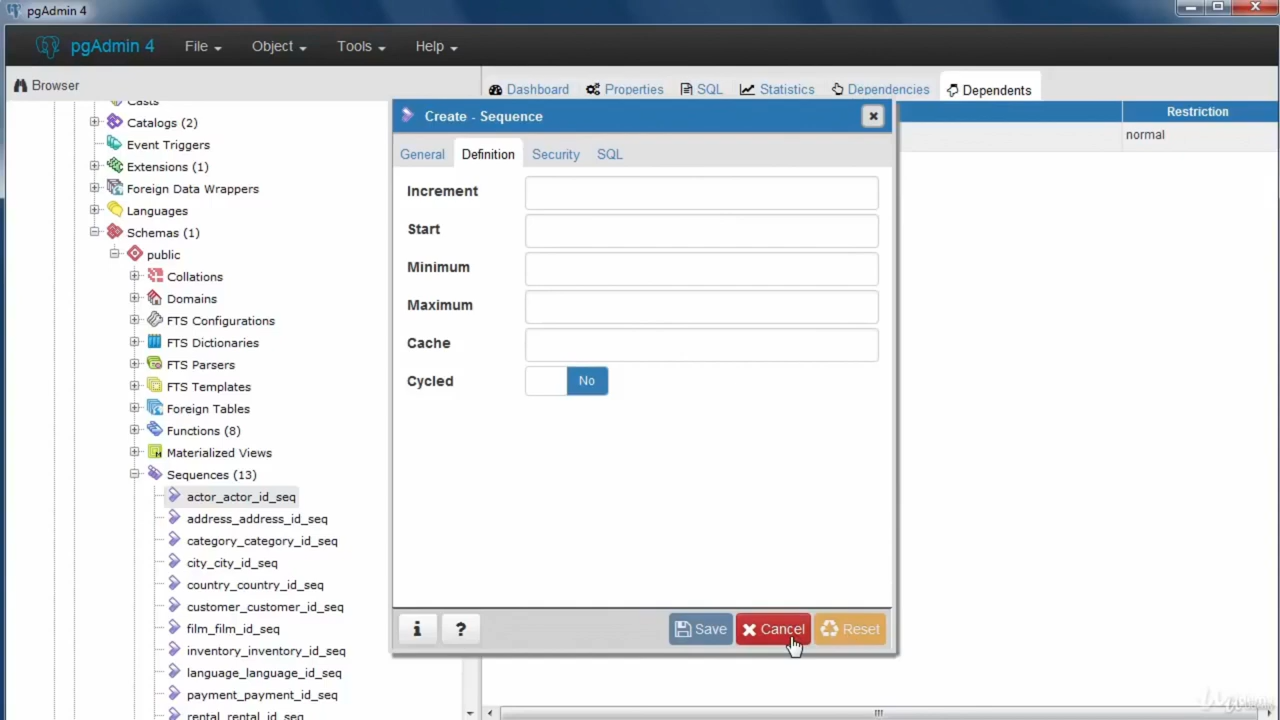 pgAdmin 4
pgAdmin 4 File Object Tools Help
Browser
Dashboard Properties SQL Statistics Dependencies Dependents
Casts
Catalogs (2)
Event Triggers
Extensions (1)
Foreign Data Wrappers
Languages
Schemas (1)
public
Collations
Domains
FTS Configurations
FTS Dictionaries
FTS Parsers
FTS Templates
Foreign Tables
Functions (8)
Materialized Views
Sequences (13)
actor_actor_id_seq
address_address_id_seq
category_category_id_seq
city_city_id_seq
country_country_id_seq
customer_customer_id_seq
film_film_id_seq
inventory_inventory_id_seq
language_language_id_seq
payment_payment_id_seq
rental_rental_id_seq
Create - Sequence
General Definition Security SQL
Increment
Start
Minimum
Maximum
Cache
Cycled No
i ? Save Cancel Reset
Restriction
normal